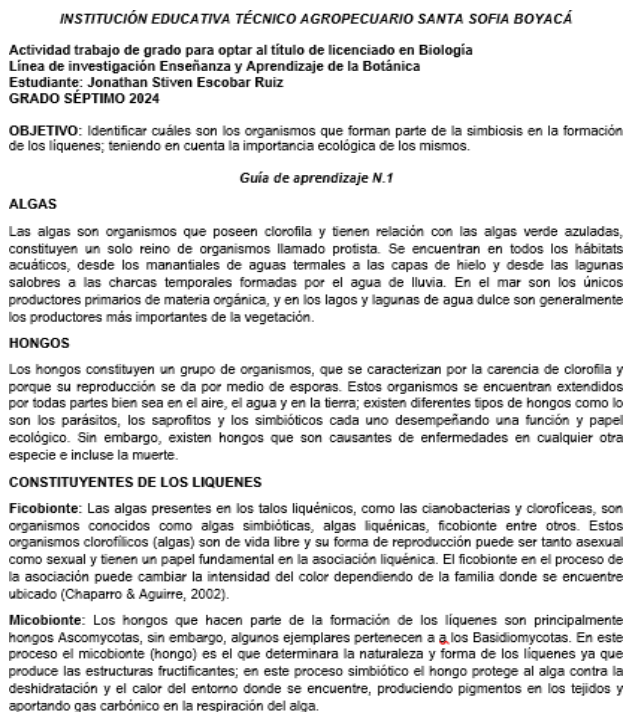 INSTITUCIÓN EDUCATIVA TÉCNICO AGROPECUARIO SANTA SOFIA BOYACÁ
Actividad trabajo de grado para optar al título de licenciado en Biología
Línea de investigación Enseñanza y Aprendizaje de la Botánica
Estudiante: Jonathan Stiven Escobar Ruiz
GRADO SÉPTIMO 2024
OBJETIVO: Identificar cuáles son los organismos que forman parte de la simbiosis en la formación
de los líquenes; teniendo en cuenta la importancia ecológica de los mismos.
Guía de aprendizaje N.1
ALGAS
Las algas son organismos que poseen clorofila y tienen relación con las algas verde azuladas,
constituyen un solo reino de organismos llamado protista. Se encuentran en todos los hábitats
acuáticos, desde los manantiales de aguas termales a las capas de hielo y desde las lagunas
salobres a las charcas temporales formadas por el agua de lluvia. En el mar son los únicos
productores primarios de materia orgánica, y en los lagos y lagunas de agua dulce son generalmente
los productores más importantes de la vegetación.
HONGOS
Los hongos constituyen un grupo de organismos, que se caracterizan por la carencia de clorofila y
porque su reproducción se da por medio de esporas. Estos organismos se encuentran extendidos
por todas partes bien sea en el aire, el agua y en la tierra; existen diferentes tipos de hongos como lo
son los parásitos, los saprofitos y los simbióticos cada uno desempeñando una función y papel
ecológico. Sin embargo, existen hongos que son causantes de enfermedades en cualquier otra
especie e incluse la muerte.
CONSTITUYENTES DE LOS LIQUENES
Ficobionte: Las algas presentes en los talos liquénicos, como las cianobacterias y clorofíceas, son
organismos conocidos como algas simbióticas, algas liquénicas, ficobionte entre otros. Estos
organismos clorofílicos (algas) son de vida libre y su forma de reproducción puede ser tanto asexual
como sexual y tienen un papel fundamental en la asociación liquénica. El ficobionte en el proceso de
la asociación puede cambiar la intensidad del color dependiendo de la familia donde se encuentre
ubicado (Chaparro & Aguirre, 2002).
Micobionte: Los hongos que hacen parte de la formación de los líquenes son principalmente
hongos Ascomycotas, sin embargo, algunos ejemplares pertenecen a a los Basidiomycotas. En este
proceso el micobionte (hongo) es el que determinara la naturaleza y forma de los líquenes ya que
produce las estructuras fructificantes; en este proceso simbiótico el hongo protege al alga contra la
deshidratación y el calor del entorno donde se encuentre, produciendo pigmentos en los tejidos y
aportando gas carbónico en la respiración del alga.